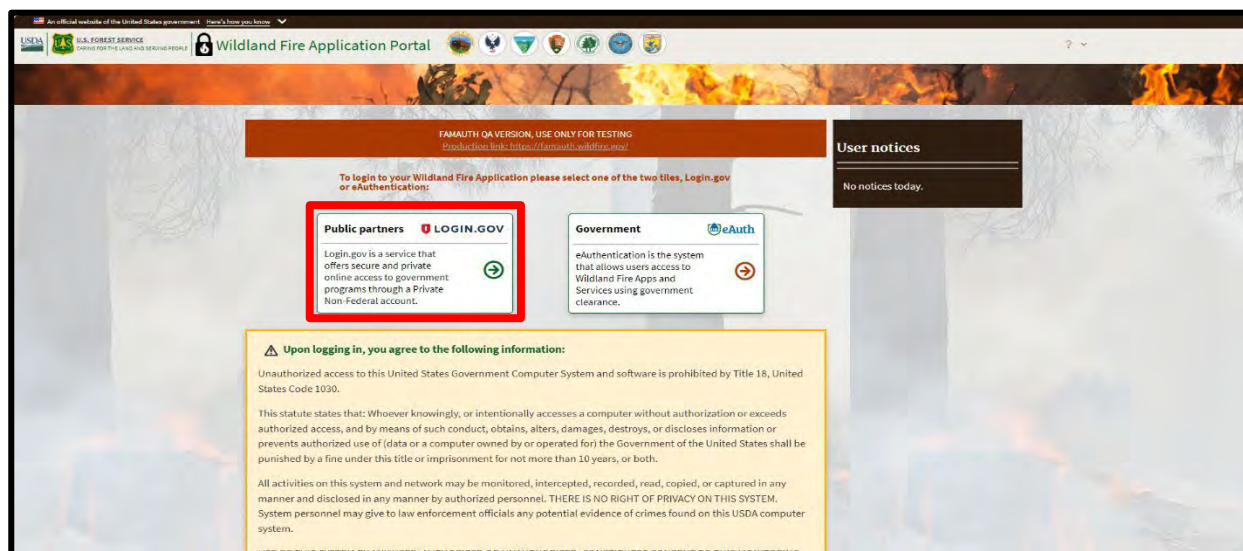 An official website of the United States government Here's how you know
USDA U.S. FOREST SERVICE
CARING FOR THE LAND AND SERVING PEOPLE
Wildland Fire Application Portal
?
FAMAUTH QA VERSION, USE ONLY FOR TESTING
Production link: https://famauth.wildfire.gov/
To login to your Wildland Fire Application please select one of the two tiles, Login.gov
or eAuthentication:
Public partners LOGIN.GOV
Login.gov is a service that
offers secure and private
online access to government
programs through a Private
Non-Federal account.
Government eAuth
eAuthentication is the system
that allows users access to
Wildland Fire Apps and
Services using government
clearance.
User notices
No notices today.
Upon logging in, you agree to the following information:
Unauthorized access to this United States Government Computer System and software is prohibited by Title 18, United
States Code 1030.
This statute states that: Whoever knowingly, or intentionally accesses a computer without authorization or exceeds
authorized access, and by means of such conduct, obtains, alters, damages, destroys, or discloses information or
prevents authorized use of (data or a computer owned by or operated for) the Government of the United States shall be
punished by a fine under this title or imprisonment for not more than 10 years, or both.
All activities on this system and network may be monitored, intercepted, recorded, read, copied, or captured in any
manner and disclosed in any manner by authorized personnel. THERE IS NO RIGHT OF PRIVACY ON THIS SYSTEM.
System personnel may give to law enforcement officials any potential evidence of crimes found on this USDA computer
system.